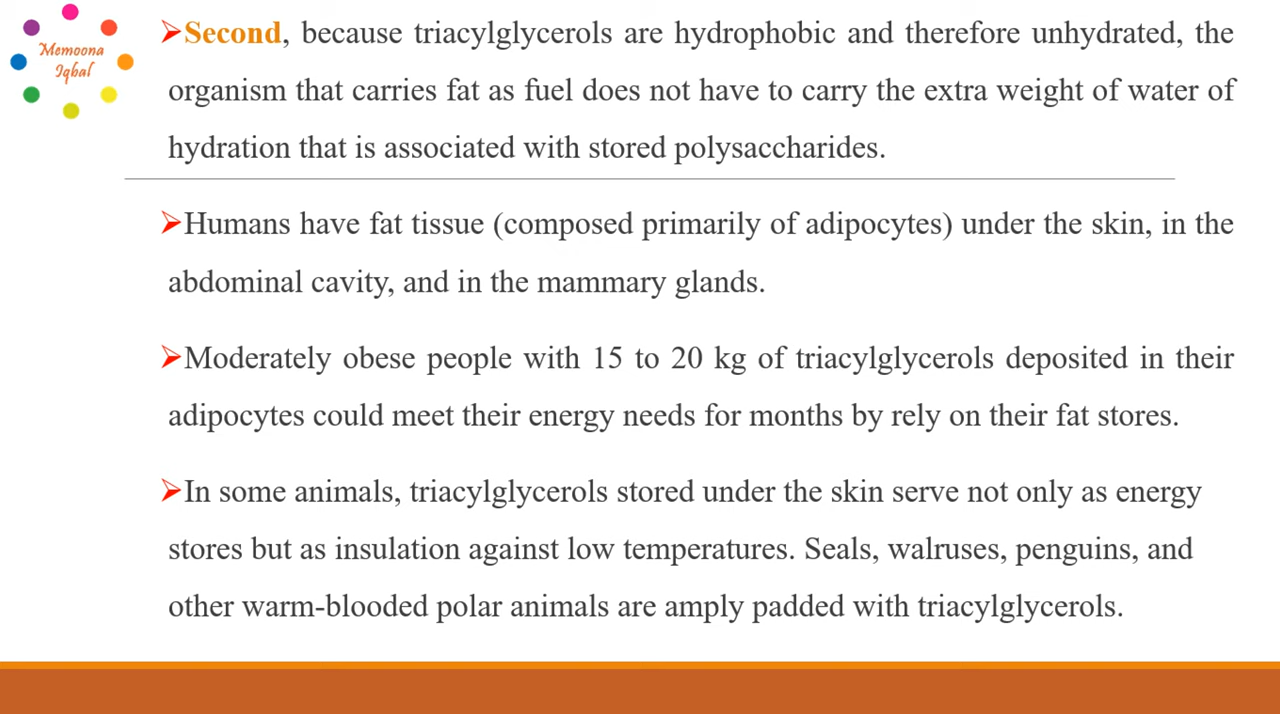 Memoona
Iqbal
➤Second, because triacylglycerols are hydrophobic and therefore unhydrated, the
organism that carries fat as fuel does not have to carry the extra weight of water of
hydration that is associated with stored polysaccharides.
➤Humans have fat tissue (composed primarily of adipocytes) under the skin, in the
abdominal cavity, and in the mammary glands.
➤Moderately obese people with 15 to 20 kg of triacylglycerols deposited in their
adipocytes could meet their energy needs for months by rely on their fat stores.
➤In some animals, triacylglycerols stored under the skin serve not only as energy
stores but as insulation against low temperatures. Seals, walruses, penguins, and
other warm-blooded polar animals are amply padded with triacylglycerols.